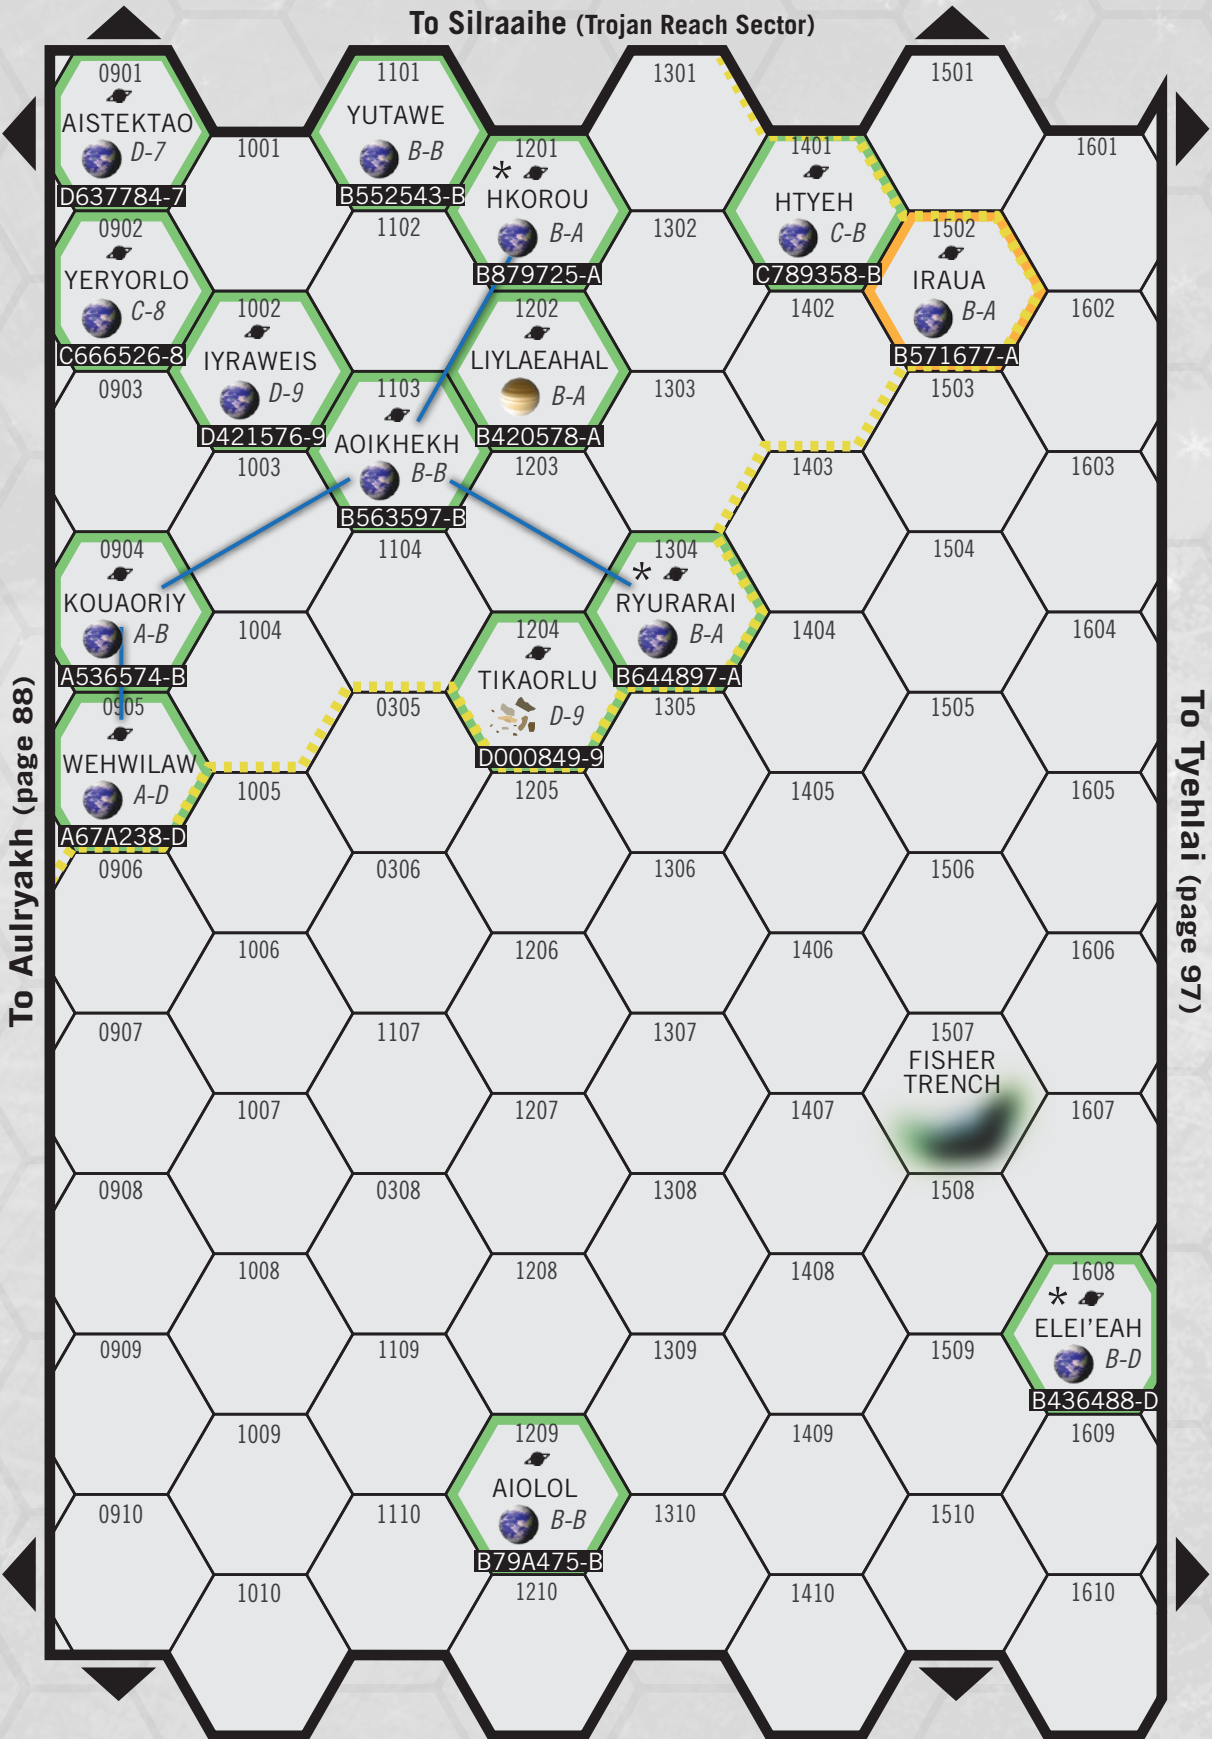 To Silraaihe (Trojan Reach Sector)
0901
AISTEKTAO
D-7
D637784-7
1001
1101
YUTAWE
B-B
B552543-B
1201
* HKOROU
B-A
B879725-A
1301
1401
HTYEH
C-B
C789358-B
1501
1601
0902
YERYORLO
C-8
C666526-8
1002
IYRAWEIS
D-9
D421576-9
1102
1202
LIYLAEAHAL
B-A
B420578-A
1302
1402
1502
IRAUA
B-A
B571677-A
1602
0903
1003
1103
AOIKHEKH
B-B
B563597-B
1203
1303
1403
1503
1603
0904
KOUAORIY
A-B
A536574-B
1004
1104
1204
TIKAORLU
D-9
D000849-9
1304
*
RYURARAI
B-A
B644897-A
1404
1504
1604
0905
WEHWILAW
A-D
A67A238-D
1005
0305
1205
1305
1405
1505
1605
0906
1006
0306
1206
1306
1406
1506
1606
0907
1007
1107
1207
1307
1407
1507
FISHER
TRENCH
1607
0908
1008
0308
1208
1308
1408
1508
1608
*
ELEI'EAH
B-D
B436488-D
0909
1009
1109
1209
AIOLOL
B-B
B79A475-B
1309
1409
1509
1609
0910
1010
1110
1210
1310
1410
1510
1610
To Aulryakh (page 88)
To Tyehlai (page 97)